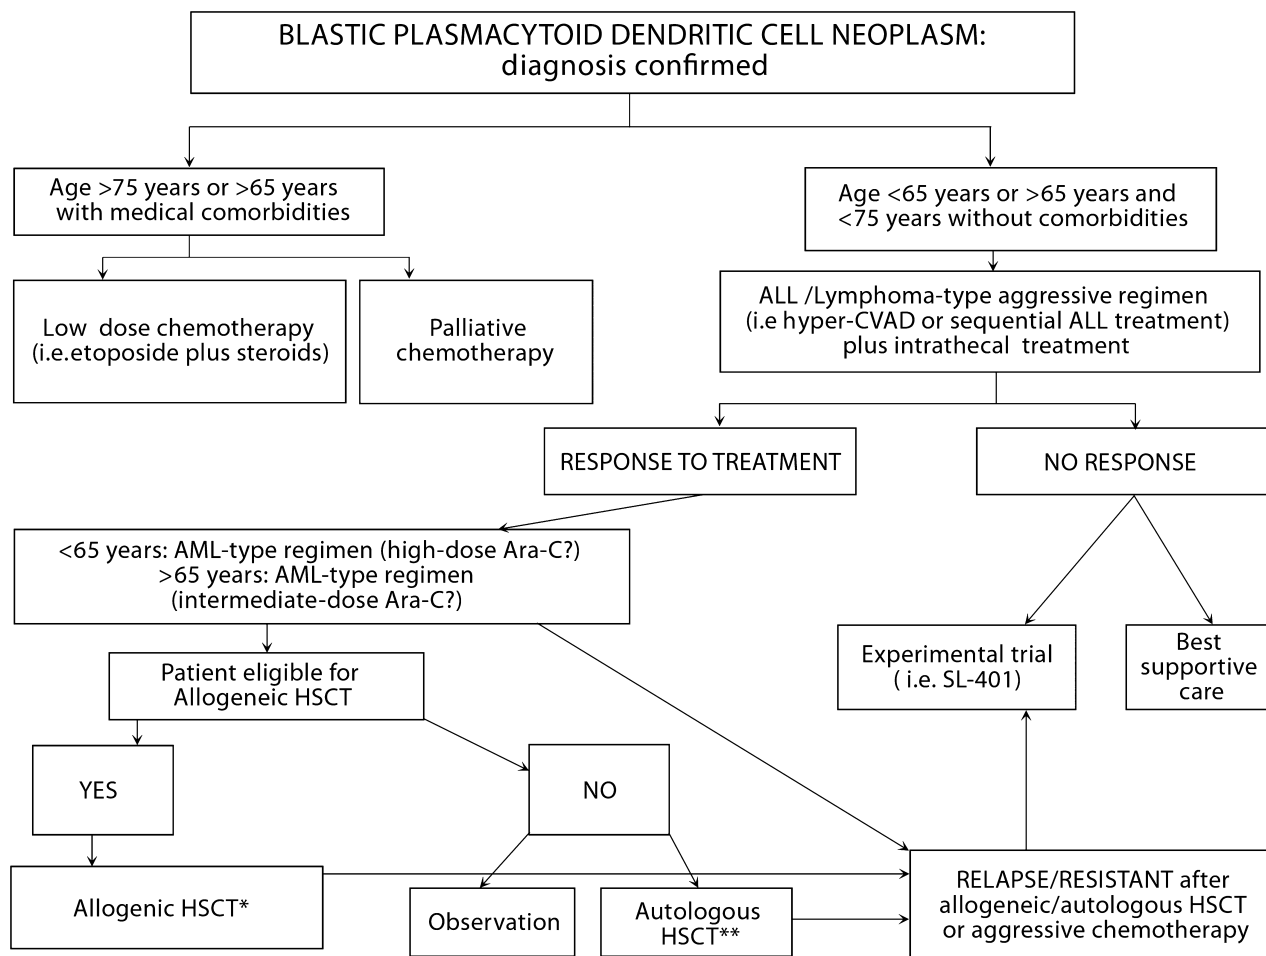 BLASTIC PLASMACYTOID DENDRITIC CELL NEOPLASM:
diagnosis confirmed
Age >75 years or >65 years
with medical comorbidities
Age <65 years or >65 years and
<75 years without comorbidities
Low dose chemotherapy
(i.e.etoposide plus steroids)
Palliative
chemotherapy
ALL /Lymphoma-type aggressive regimen
(i.e hyper-CVAD or sequential ALL treatment)
plus intrathecal treatment
RESPONSE TO TREATMENT
NO RESPONSE
<65 years: AML-type regimen (high-dose Ara-C?)
>65 years: AML-type regimen
(intermediate-dose Ara-C?)
Patient eligible for
Allogeneic HSCT
Experimental trial
( i.e. SL-401)
Best
supportive
care
YES
NO
Allogenic HSCT*
Observation
Autologous
HSCT**
RELAPSE/RESISTANT after
allogeneic/autologous HSCT
or aggressive chemotherapy